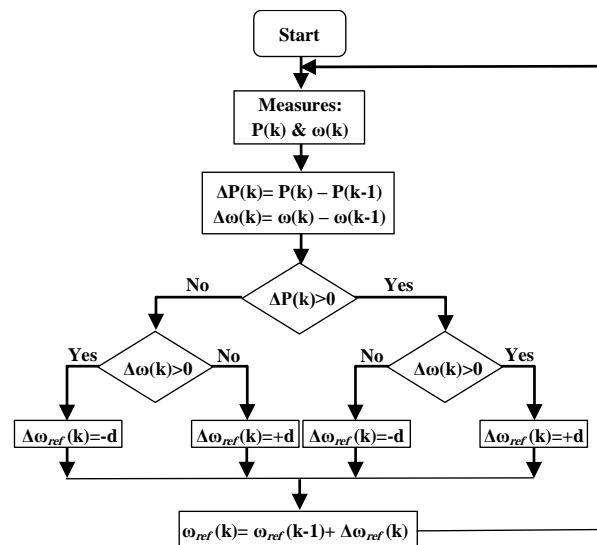 Start
Measures:
P(k) & ω(k)
ΔP(k)= P(k) – P(k-1)
Δω(k)= ω(k) – ω(k-1)
No
ΔP(k)>0
Yes
Yes
Δω(k)>0
No
No
Δω(k)>0
Yes
Δωref (k)=-d
Δωref (k)=+d
Δωref (k)=-d
Δωref (k)=+d
ωref (k)= ωref (k-1)+ Δωref (k)